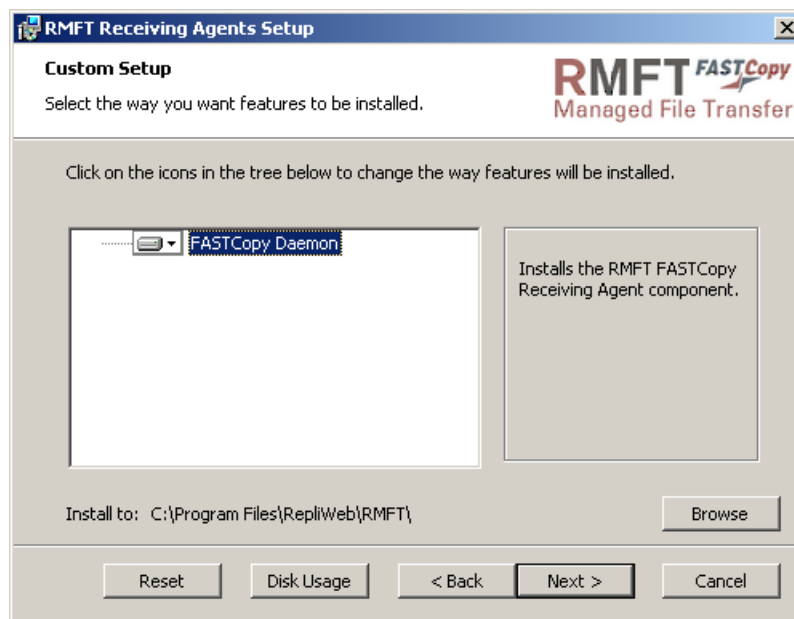 RMFT Receiving Agents Setup
Custom Setup
Select the way you want features to be installed.
RMFT FASTCopy
Managed File Transfer
Click on the icons in the tree below to change the way features will be installed.
FASTCopy Daemon
Installs the RMFT FASTCopy
Receiving Agent component.
Install to: C:\Program Files\RepliWeb\RMFT\
Browse
Reset
Disk Usage
< Back
Next >
Cancel